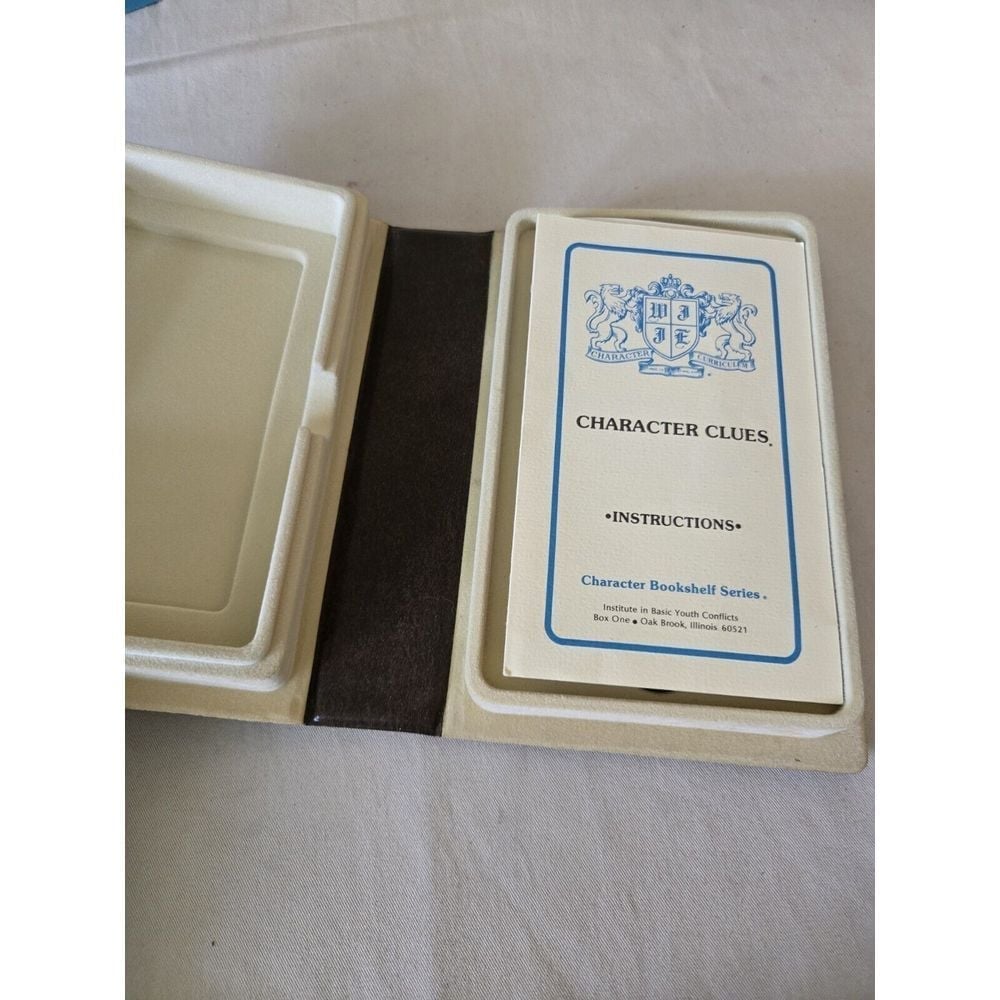 W I
J E
CHARACTER CURRICULUM
CHARACTER CLUES®
•INSTRUCTIONS•
Character Bookshelf Series®
Institute in Basic Youth Conflicts
Box One • Oak Brook, Illinois 60521